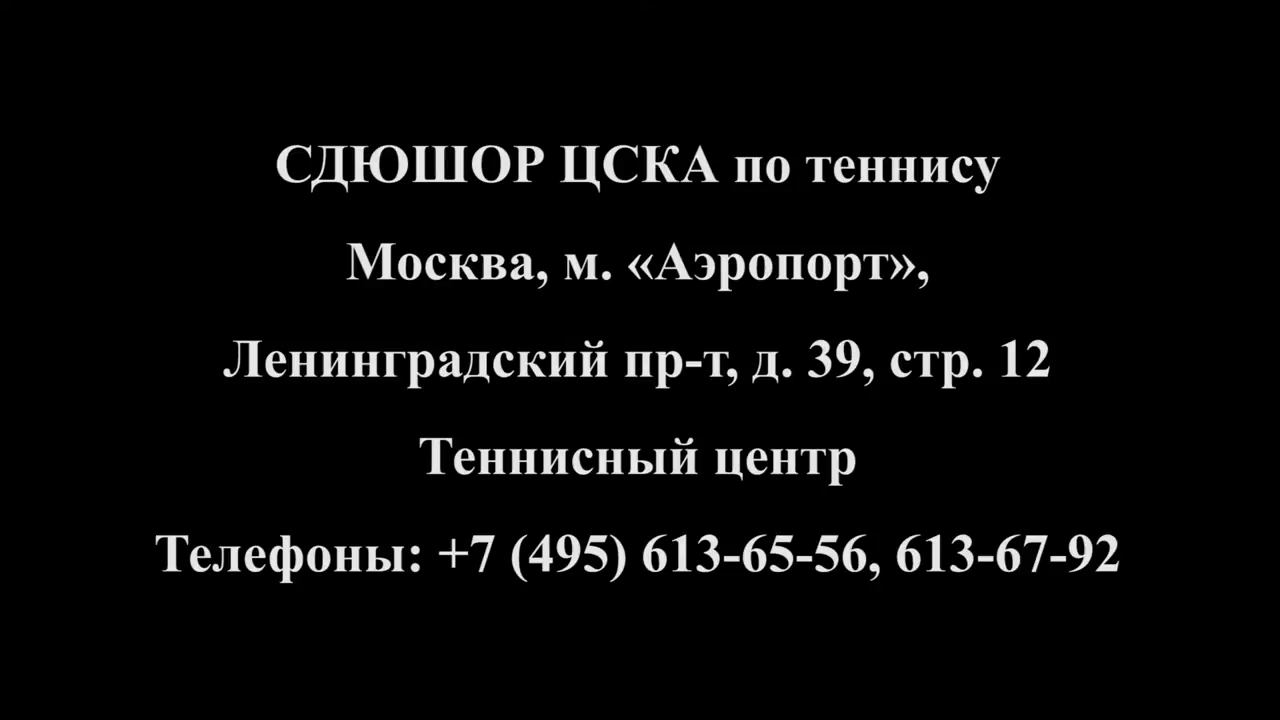 СДЮШОР ЦСКА по теннису
Москва, м. «Аэропорт»,
Ленинградский пр-т, д. 39, стр. 12
Теннисный центр
Телефоны: +7 (495) 613-65-56, 613-67-92